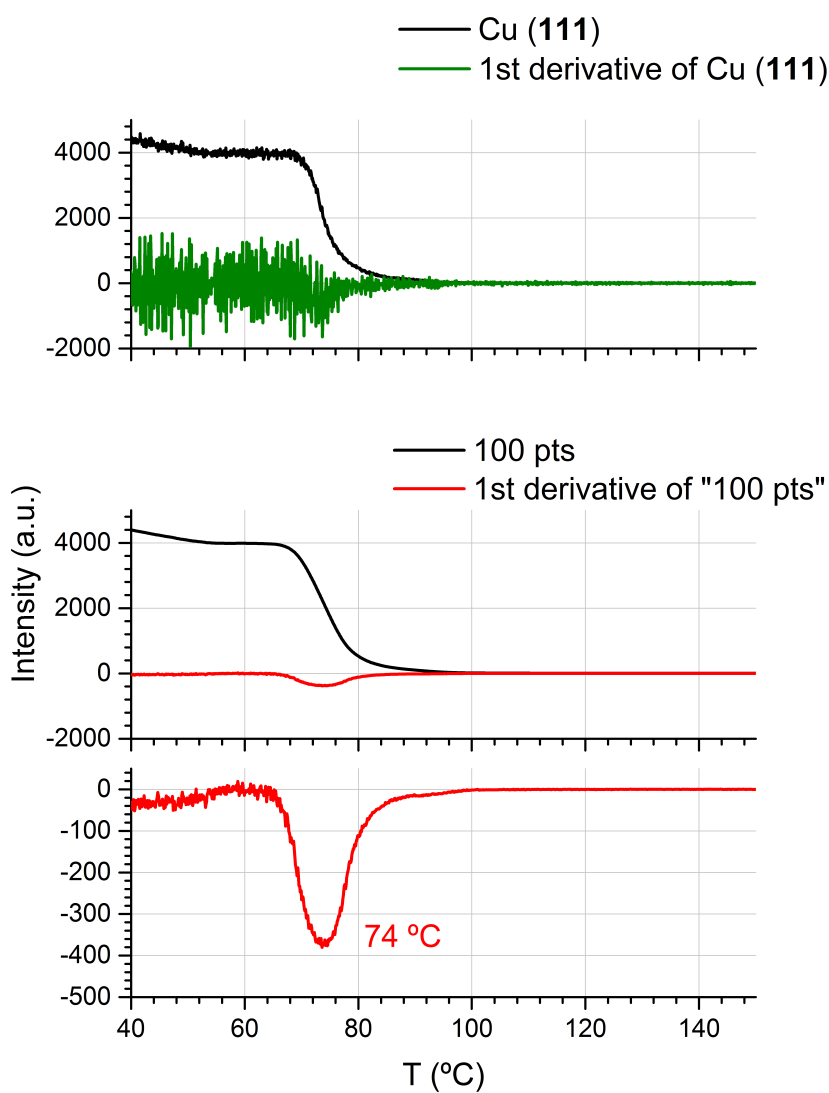 Cu (111)
1st derivative of Cu (111)
4000
2000
0
-2000
100 pts
1st derivative of "100 pts"
Intensity (a.u.)
4000
2000
0
-2000
0
-100
-200
-300
-400
-500
74 ºC
40 60 80 100 120 140
T (ºC)